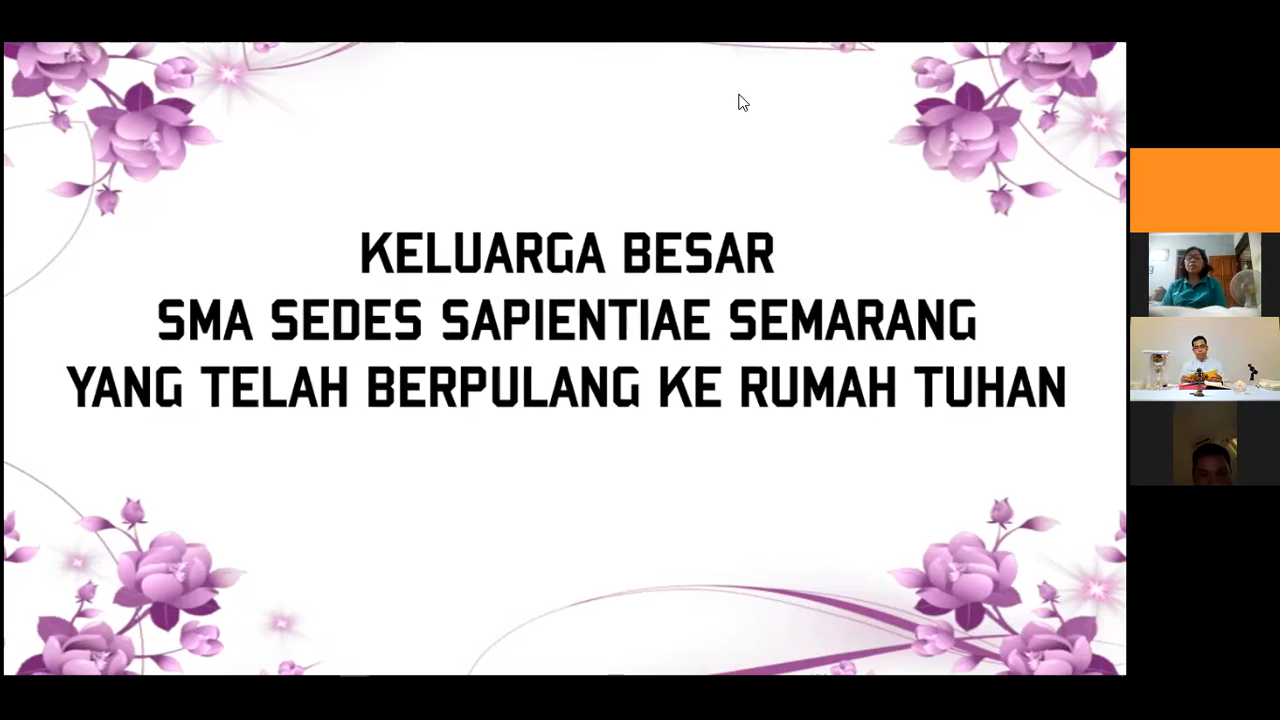 KELUARGA BESAR
SMA SEDES SAPIENTIAE SEMARANG
YANG TELAH BERPULANG KE RUMAH TUHAN